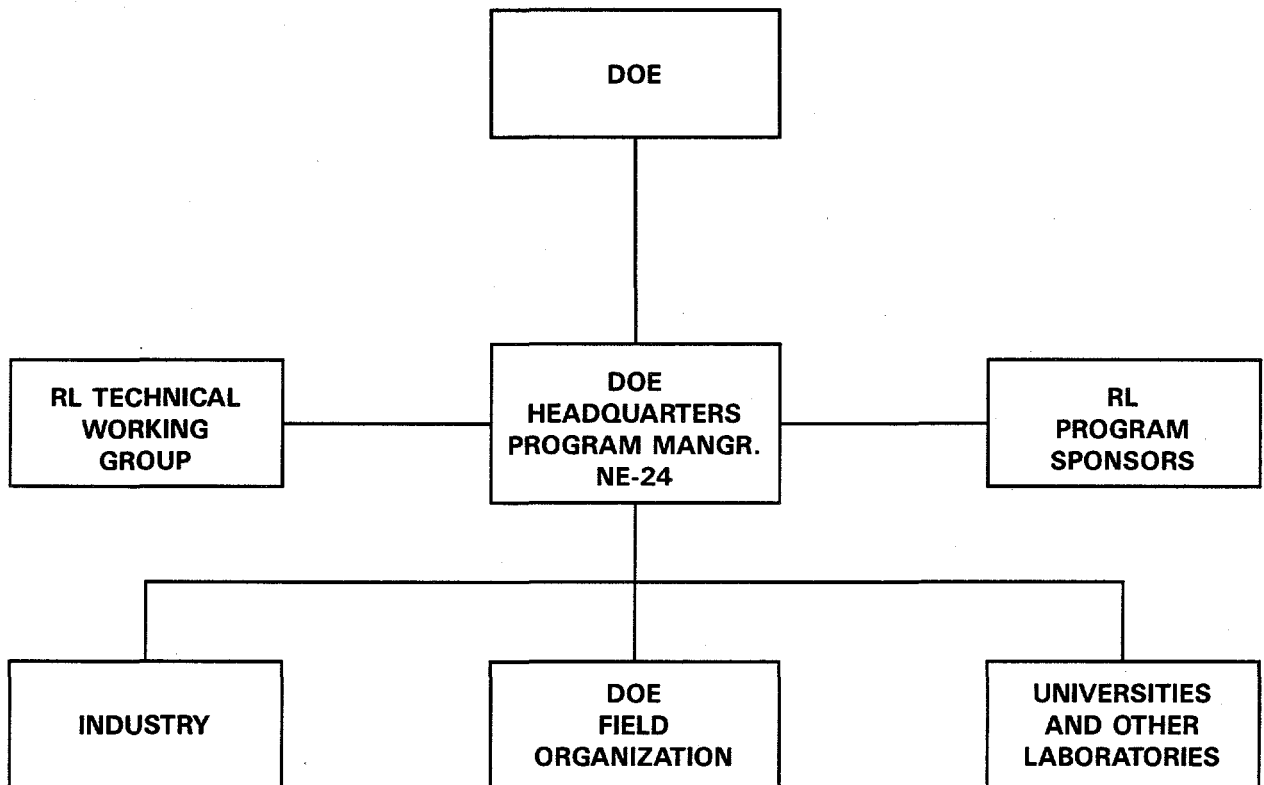 DOE
RL TECHNICAL
WORKING
GROUP
DOE
HEADQUARTERS
PROGRAM MANGR.
NE-24
RL
PROGRAM
SPONSORS
INDUSTRY
DOE
FIELD
ORGANIZATION
UNIVERSITIES
AND OTHER
LABORATORIES